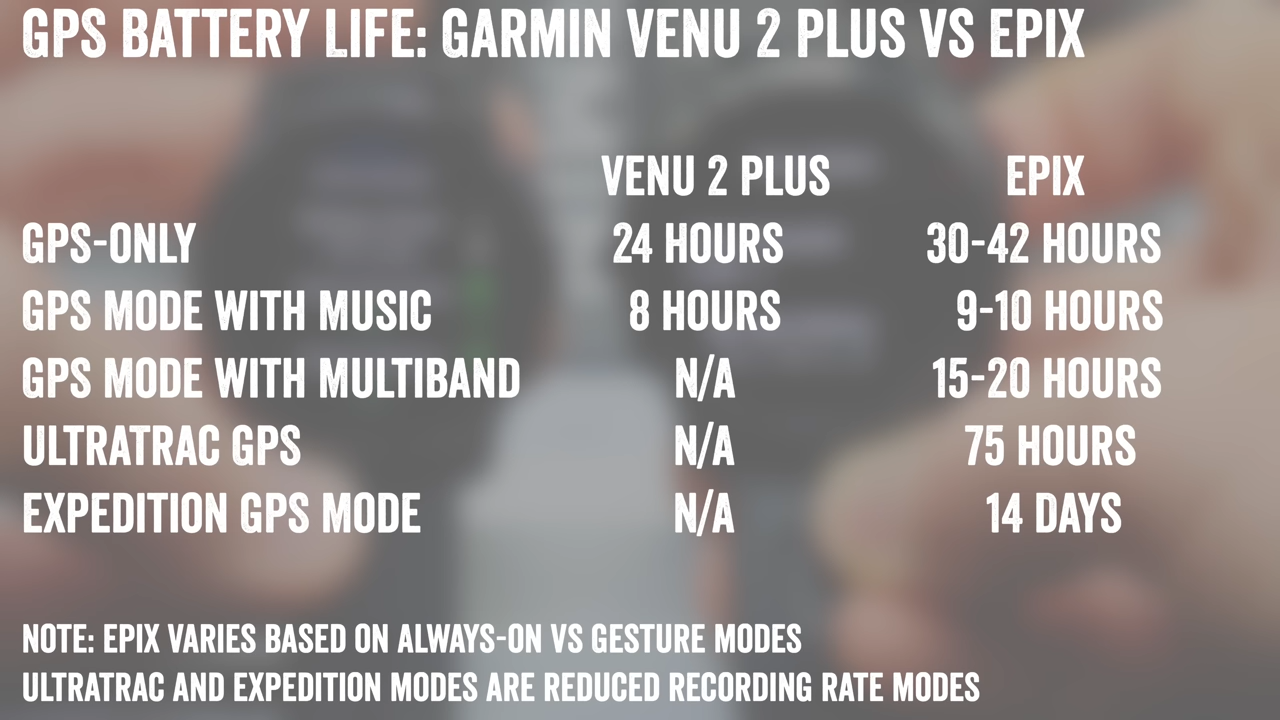 GPS BATTERY LIFE: GARMIN VENU 2 PLUS VS EPIX
VENU 2 PLUS EPIX
GPS-ONLY 24 HOURS 30-42 HOURS
GPS MODE WITH MUSIC 8 HOURS 9-10 HOURS
GPS MODE WITH MULTIBAND N/A 15-20 HOURS
ULTRATRAC GPS N/A 75 HOURS
EXPEDITION GPS MODE N/A 14 DAYS
NOTE: EPIX VARIES BASED ON ALWAYS-ON VS GESTURE MODES
ULTRATRAC AND EXPEDITION MODES ARE REDUCED RECORDING RATE MODES